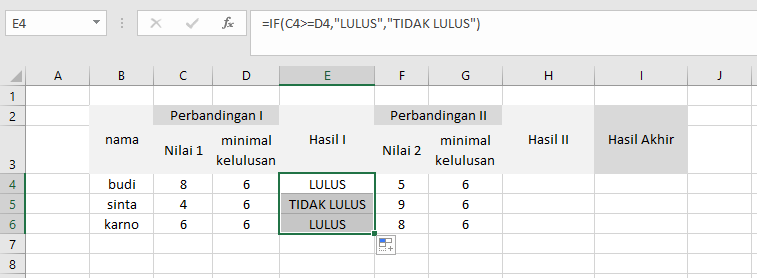 E4 fx =IF(C4>=D4,"LULUS","TIDAK LULUS")
A B C D E F G H I J
1
2 Perbandingan I Perbandingan II
nama Hasil I Hasil II Hasil Akhir
3 Nilai 1 minimal kelulusan Nilai 2 minimal kelulusan
4 budi 8 6 LULUS 5 6
5 sinta 4 6 TIDAK LULUS 9 6
6 karno 6 6 LULUS 8 6
7
8